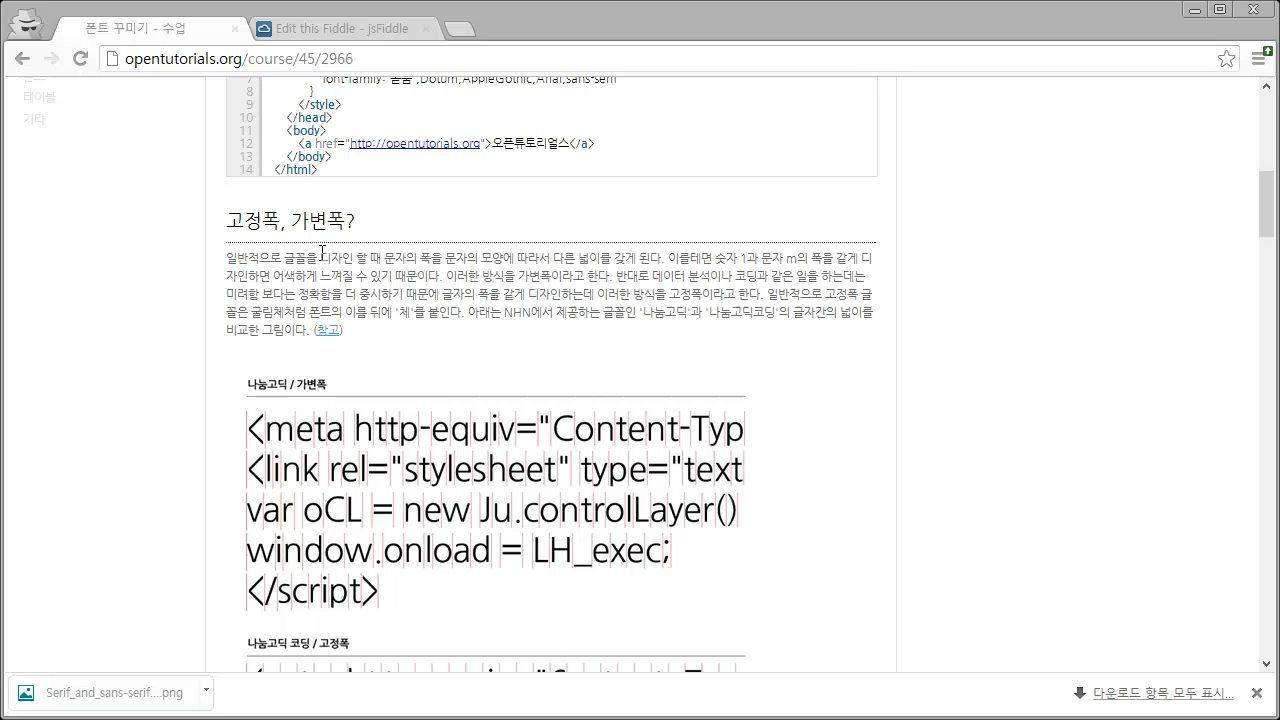 폰트 꾸미기 - 수업
Edit this Fiddle - jsFiddle
opentutorials.org/course/45/2966
테이블
기타
7 font-family: "돋움",Dotum,AppleGothic,Arial,sans-serif
8 }
9 </style>
10 </head>
11 <body>
12 <a href="http://opentutorials.org">오픈튜토리얼스</a>
13 </body>
14 </html>
고정폭, 가변폭?
일반적으로 글꼴을 디자인 할 때 문자의 폭을 문자의 모양에 따라서 다른 넓이를 갖게 된다. 이를테면 숫자 1과 문자 m의 폭을 같게 디
자인하면 어색하게 느껴질 수 있기 때문이다. 이러한 방식을 가변폭이라고 한다. 반대로 데이터 분석이나 코딩과 같은 일을 하는데는
미려함 보다는 정확함을 더 중시하기 때문에 글자의 폭을 같게 디자인하는데 이러한 방식을 고정폭이라고 한다. 일반적으로 고정폭 글
꼴은 굴림체처럼 폰트의 이름 뒤에 '체'를 붙인다. 아래는 NHN에서 제공하는 글꼴인 '나눔고딕'과 '나눔고딕코딩'의 글자간의 넓이를
비교한 그림이다. (참고)
나눔고딕 / 가변폭
<meta http-equiv="Content-Typ
<link rel="stylesheet" type="text
var oCL = new Ju.controlLayer()
window.onload = LH_exec;
</script>
나눔고딕 코딩 / 고정폭
Serif_and_sans-serif....png
다운로드 항목 모두 표시...